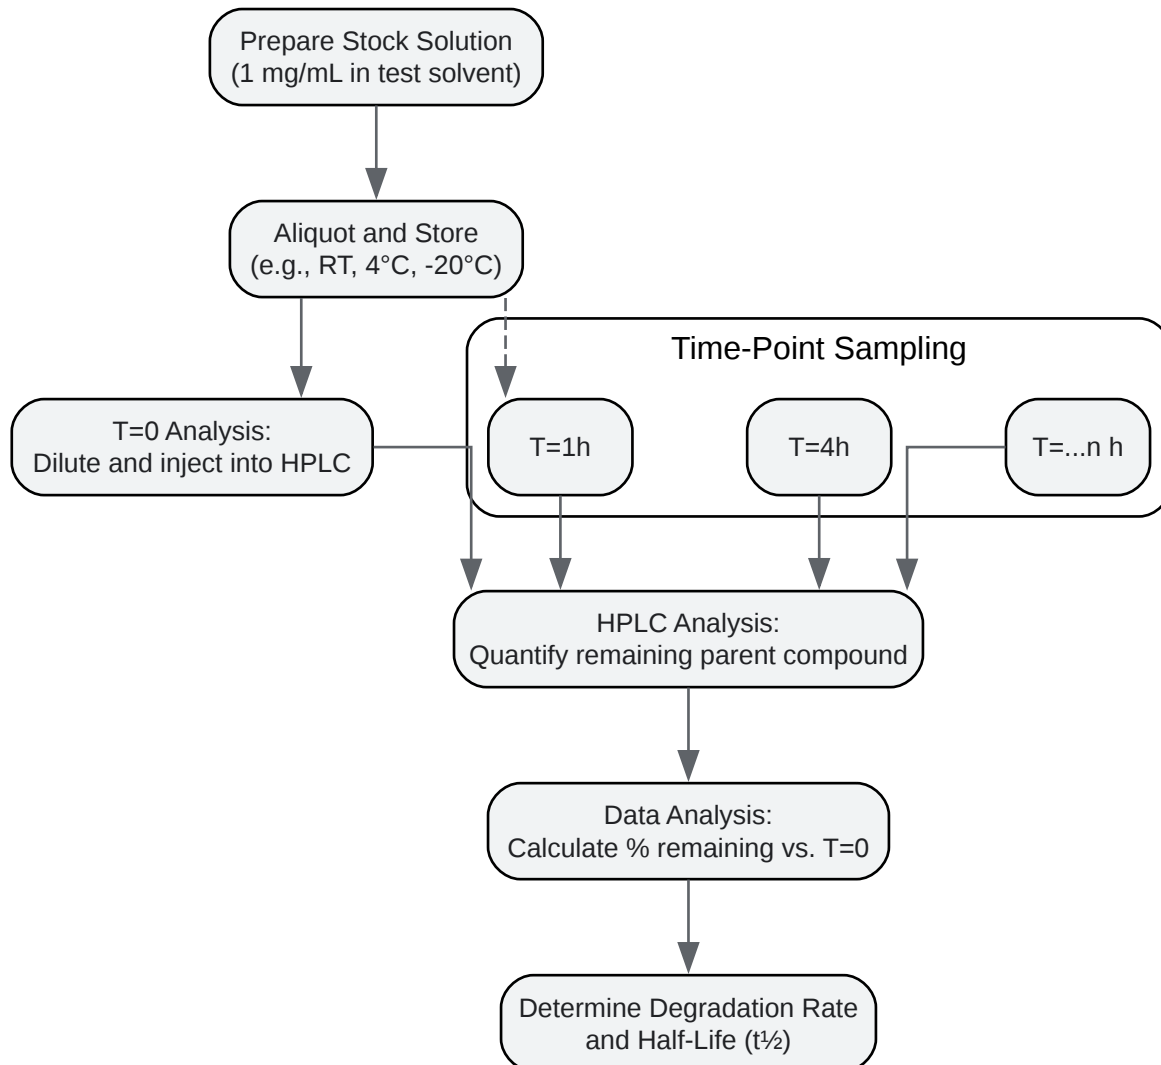 Prepare Stock Solution
(1 mg/mL in test solvent)
Aliquot and Store
(e.g., RT, 4°C, -20°C)
Time-Point Sampling
T=0 Analysis:
Dilute and inject into HPLC
T=1h
T=4h
T=...n h
HPLC Analysis:
Quantify remaining parent compound
Data Analysis:
Calculate % remaining vs. T=0
Determine Degradation Rate
and Half-Life (t½)